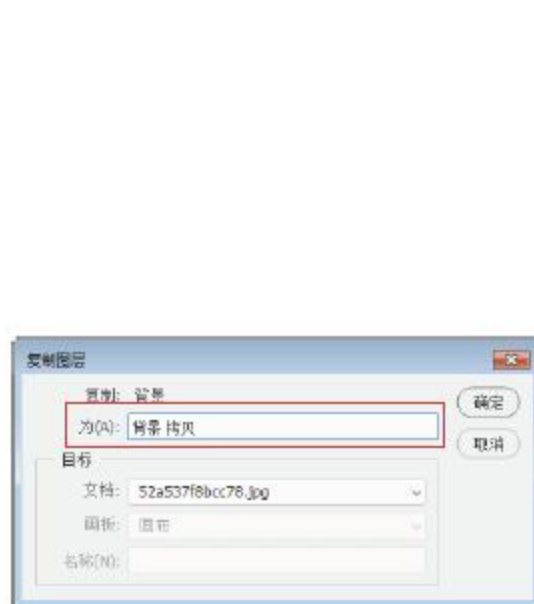 复制图层
复制: 背景
确定
为(A): 背景 拷贝
取消
目标
文档: 52a537f8bcc78.jpg
画板: 画布
名称(N):